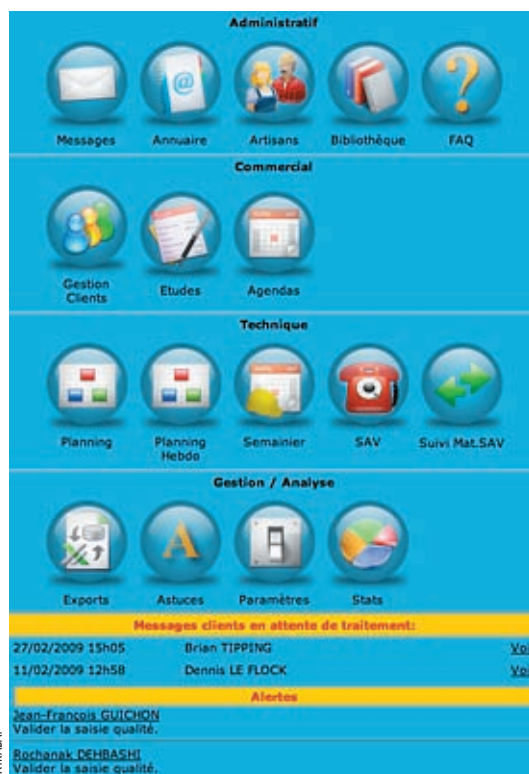 Administratif
Messages Annuaire Artisans Bibliothèque FAQ
Commercial
Gestion Clients Etudes Agendas
Technique
Planning Planning Hebdo Semainier SAV Suivi Mat.SAV
Gestion / Analyse
Exports Astuces Paramètres Stats
Messages clients en attente de traitement:
27/02/2009 15h05 Brian TIPPING Voi
11/02/2009 12h58 Dennis LE FLOCK Voi
Alertes
Jean-Francois GUICHON
Valider la saisie qualité.
Rochanak DEHBASHI
Valider la saisie qualité.